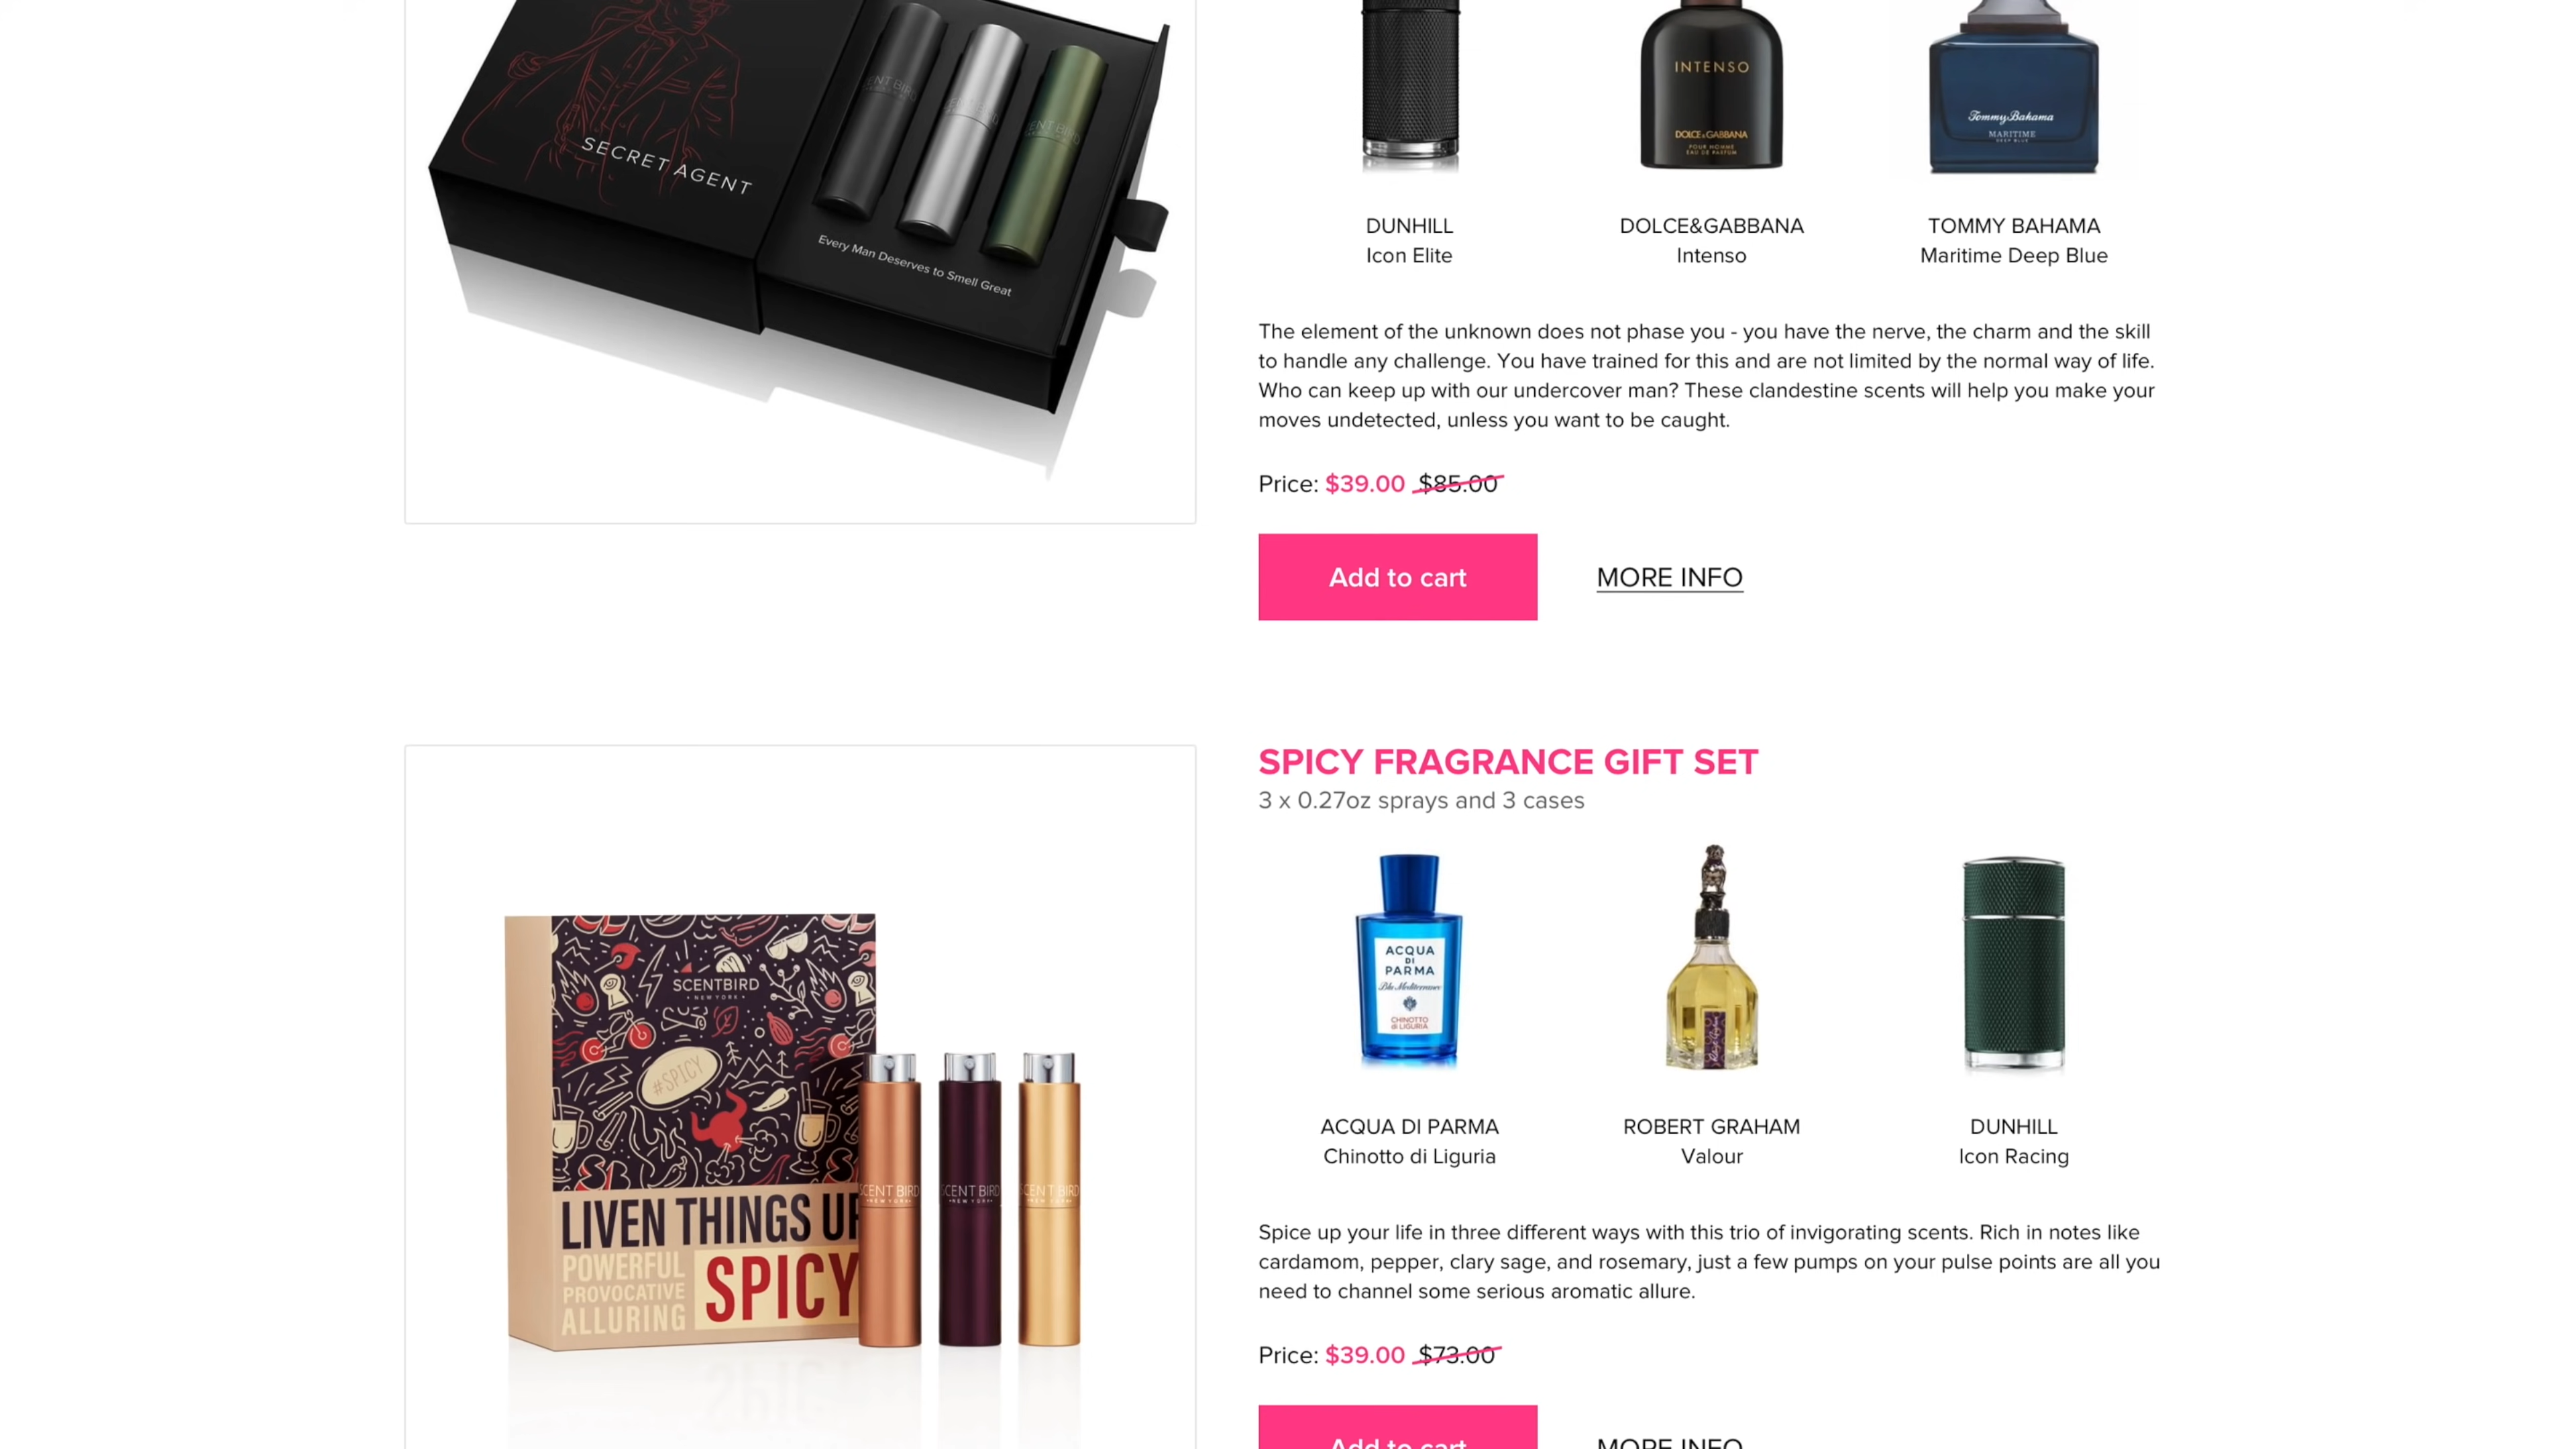 SECRET AGENT
Every Man Deserves to Smell Great
INTENSO
DOLCE&GABBANA
POUR HOMME
EAU DE PARFUM
Tommy Bahama
MARITIME
DEEP BLUE
DUNHILL
Icon Elite
DOLCE&GABBANA
Intenso
TOMMY BAHAMA
Maritime Deep Blue
The element of the unknown does not phase you - you have the nerve, the charm and the skill
to handle any challenge. You have trained for this and are not limited by the normal way of life.
Who can keep up with our undercover man? These clandestine scents will help you make your
moves undetected, unless you want to be caught.
Price: $39.00 $85.00
Add to cart
MORE INFO
SPICY FRAGRANCE GIFT SET
3 x 0.27oz sprays and 3 cases
ACQUA
DI
PARMA
Blu Mediterraneo
CHINOTTO
di LIGURIA
ACQUA DI PARMA
Chinotto di Liguria
ROBERT GRAHAM
Valour
DUNHILL
Icon Racing
SCENTBIRD
• NEW YORK •
#SPICY
LIVEN THINGS UP
POWERFUL
PROVOCATIVE
ALLURING
SPICY
SCENT BIRD
•NEW YORK•
SCENT BIRD
•NEW YORK•
SCENT BIRD
•NEW YORK•
Spice up your life in three different ways with this trio of invigorating scents. Rich in notes like
cardamom, pepper, clary sage, and rosemary, just a few pumps on your pulse points are all you
need to channel some serious aromatic allure.
Price: $39.00 $73.00
Add to cart
MORE INFO